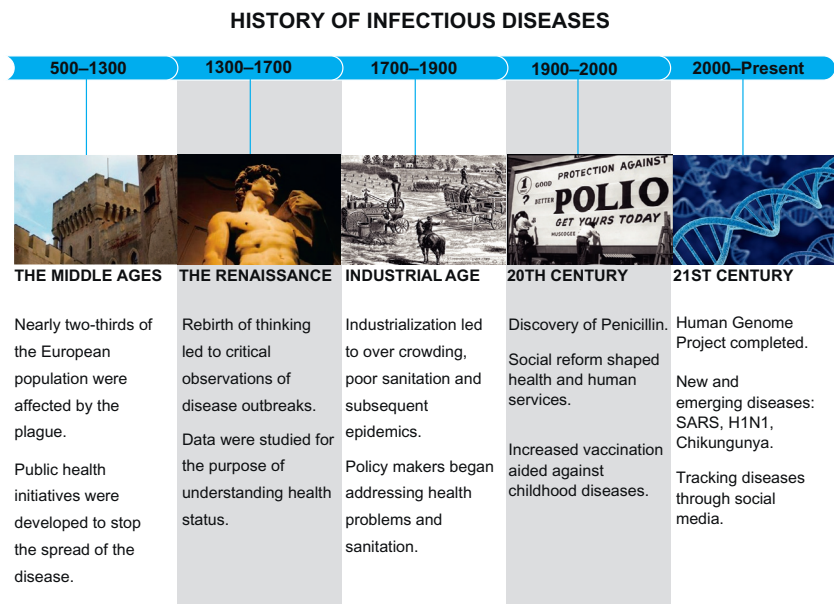 HISTORY OF INFECTIOUS DISEASES
500–1300
1300–1700
1700–1900
1900–2000
2000–Present
1
?
GOOD
BETTER
PROTECTION AGAINST
POLIO
GET YOURS TODAY
MUSCOGEE
THE MIDDLE AGES
Nearly two-thirds of
the European
population were
affected by the
plague.
Public health
initiatives were
developed to stop
the spread of the
disease.
THE RENAISSANCE
Rebirth of thinking
led to critical
observations of
disease outbreaks.
Data were studied for
the purpose of
understanding health
status.
INDUSTRIAL AGE
Industrialization led
to over crowding,
poor sanitation and
subsequent
epidemics.
Policy makers began
addressing health
problems and
sanitation.
20TH CENTURY
Discovery of Penicillin.
Social reform shaped
health and human
services.
Increased vaccination
aided against
childhood diseases.
21ST CENTURY
Human Genome
Project completed.
New and
emerging diseases:
SARS, H1N1,
Chikungunya.
Tracking diseases
through social
media.